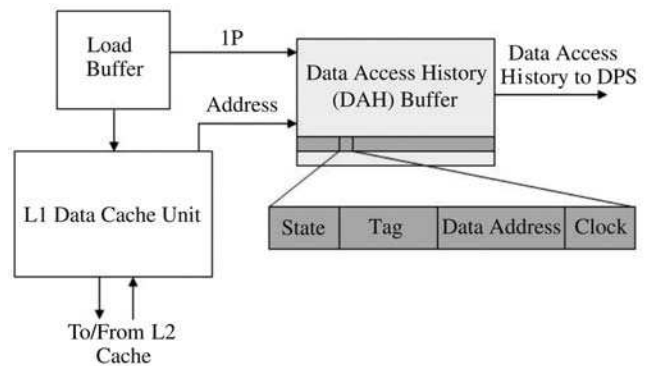 Load
Buffer
1P
Data Access History
(DAH) Buffer
Data Access
History to DPS
Address
L1 Data Cache Unit
State
Tag
Data Address
Clock
To/From L2
Cache